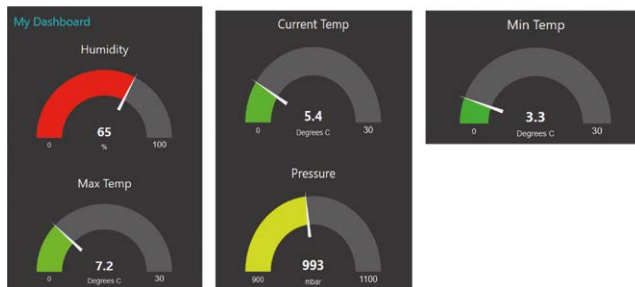 My Dashboard
Humidity
65
%
0 100
Max Temp
7.2
Degrees C
0 30
Current Temp
5.4
Degrees C
0 30
Pressure
993
mbar
900 1100
Min Temp
3.3
Degrees C
0 30